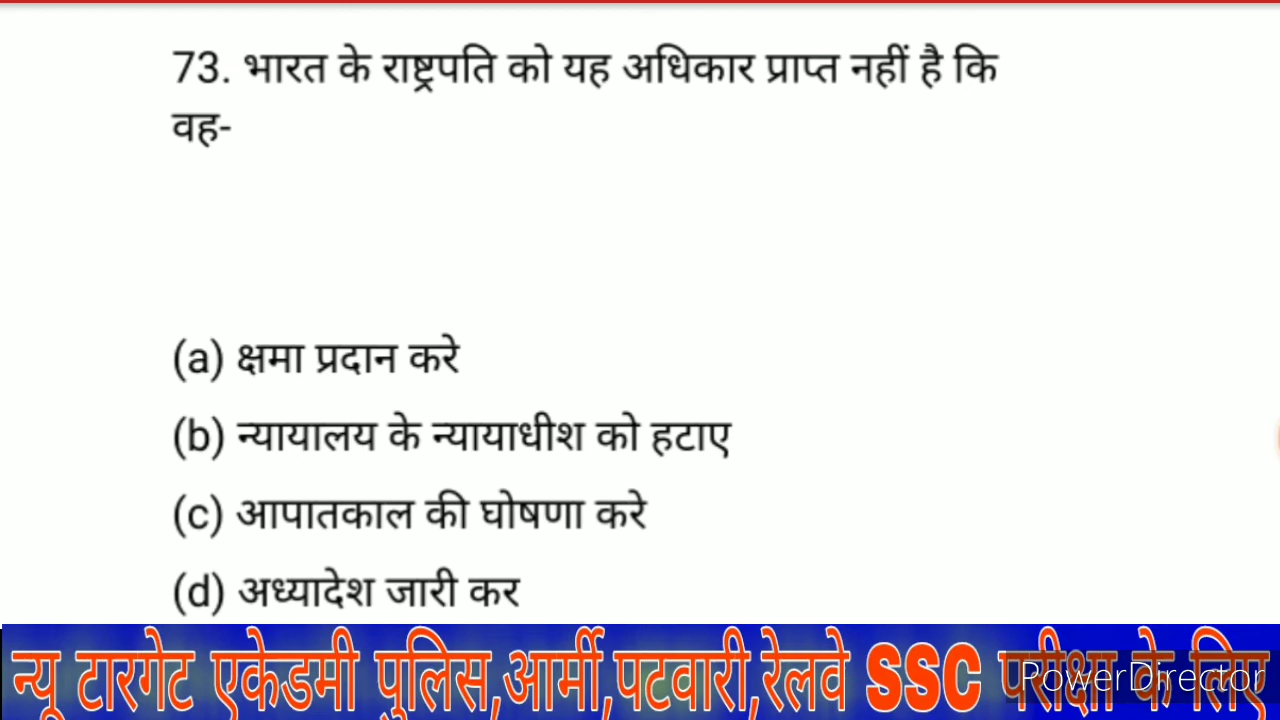 73. भारत के राष्ट्रपति को यह अधिकार प्राप्त नहीं है कि
वह-
(a) क्षमा प्रदान करे
(b) न्यायालय के न्यायाधीश को हटाए
(c) आपातकाल की घोषणा करे
(d) अध्यादेश जारी कर
न्यू टारगेट एकेडमी पुलिस,आर्मी,पटवारी,रेलवे SSC परीक्षा के लिए
PowerDirector